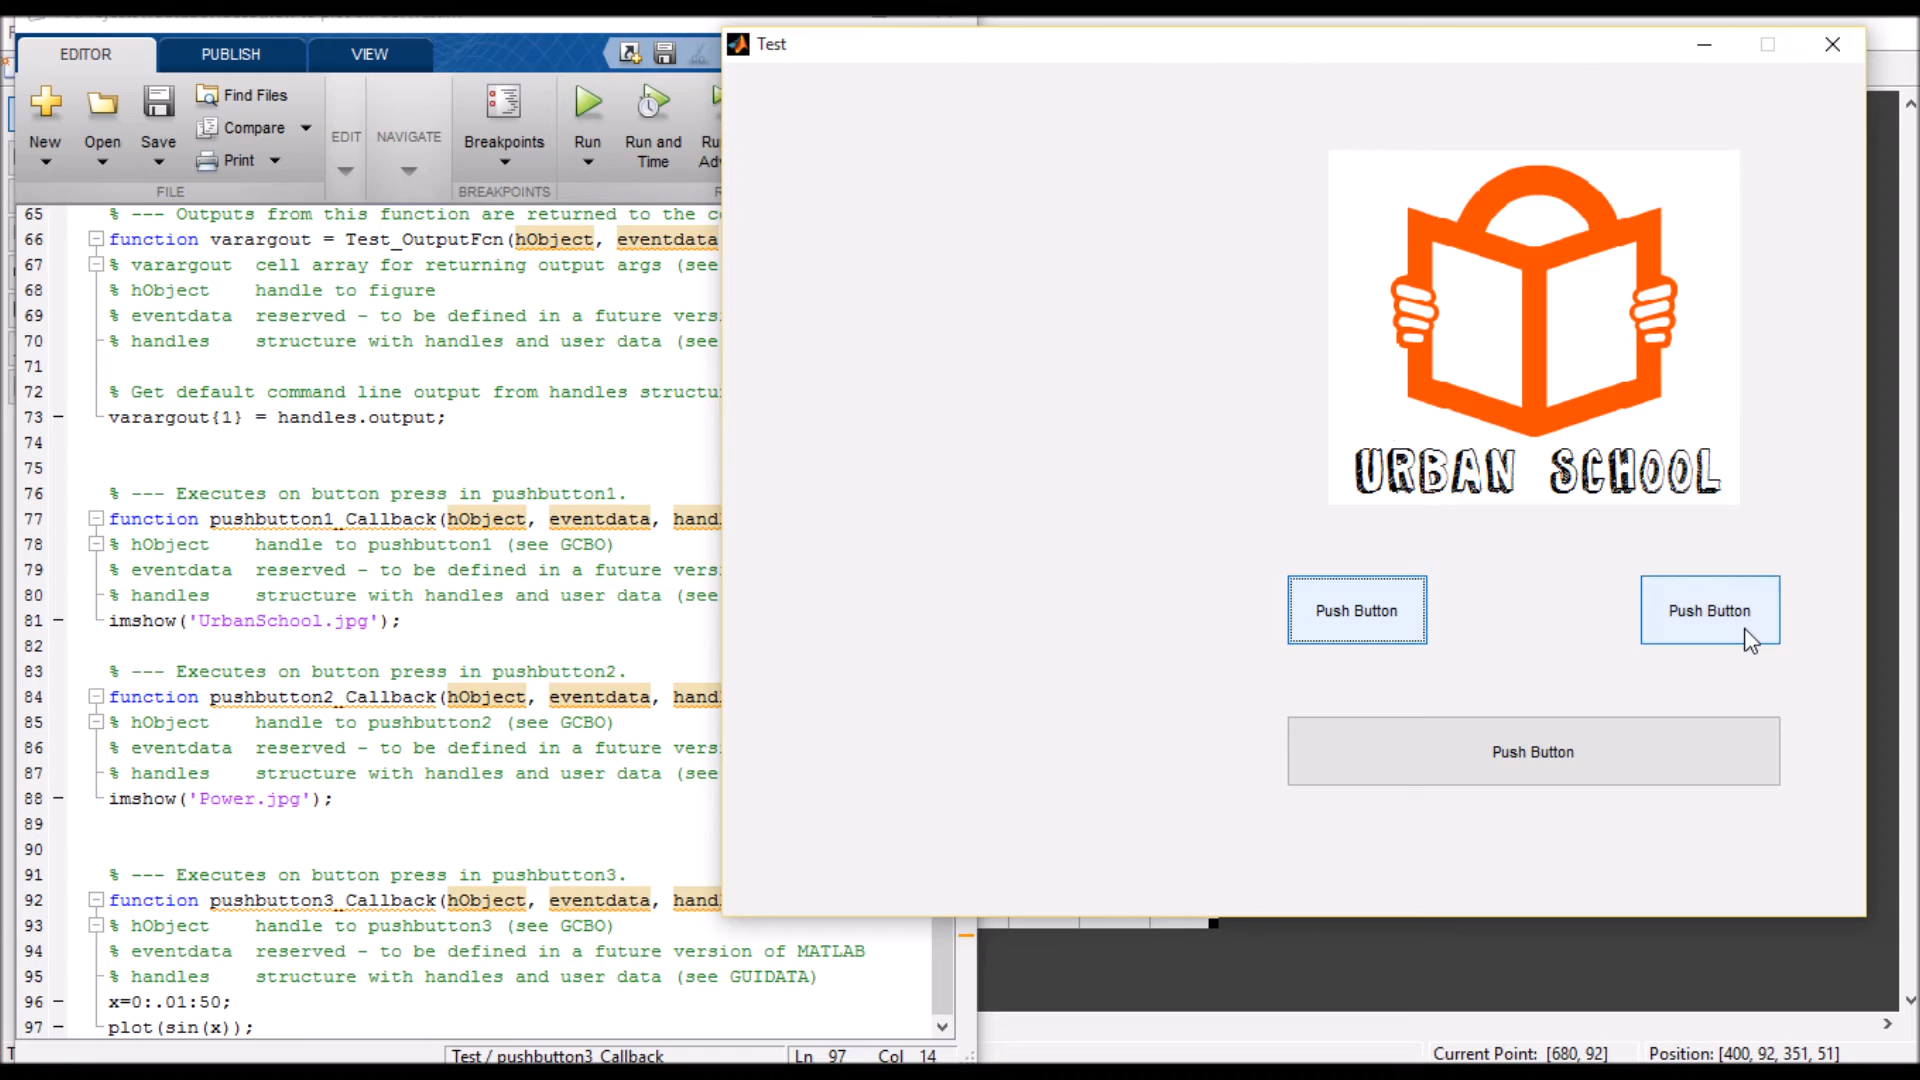 EDITOR PUBLISH VIEW
Test
New
Open
Save
Find Files
Compare
Print
FILE
EDIT
NAVIGATE
Breakpoints
BREAKPOINTS
Run
Run and
Time
65 % --- Outputs from this function are returned to the c
66 function varargout = Test_OutputFcn(hObject, eventdata
67 % varargout  cell array for returning output args (see
68 % hObject    handle to figure
69 % eventdata  reserved - to be defined in a future versi
70 % handles    structure with handles and user data (see
71
72 % Get default command line output from handles structu
73 varargout{1} = handles.output;
74
75
76 % --- Executes on button press in pushbutton1.
77 function pushbutton1_Callback(hObject, eventdata, handl
78 % hObject    handle to pushbutton1 (see GCBO)
79 % eventdata  reserved - to be defined in a future versi
80 % handles    structure with handles and user data (see
81 imshow('UrbanSchool.jpg');
82
83 % --- Executes on button press in pushbutton2.
84 function pushbutton2_Callback(hObject, eventdata, handl
85 % hObject    handle to pushbutton2 (see GCBO)
86 % eventdata  reserved - to be defined in a future versi
87 % handles    structure with handles and user data (see
88 imshow('Power.jpg');
89
90
91 % --- Executes on button press in pushbutton3.
92 function pushbutton3_Callback(hObject, eventdata, handl
93 % hObject    handle to pushbutton3 (see GCBO)
94 % eventdata  reserved - to be defined in a future version of MATLAB
95 % handles    structure with handles and user data (see GUIDATA)
96 x=0:.01:50;
97 plot(sin(x));
Test / pushbutton3_Callback Ln 97 Col 14
URBAN SCHOOL
Push Button Push Button
Push Button
Current Point: [680, 92] Position: [400, 92, 351, 51]